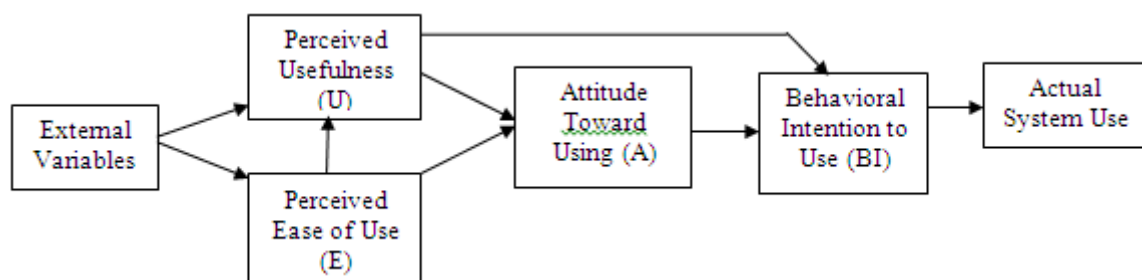 External
Variables
Perceived
Usefulness
(U)
Perceived
Ease of Use
(E)
Attitude
Toward
Using (A)
Behavioral
Intention to
Use (BI)
Actual
System Use